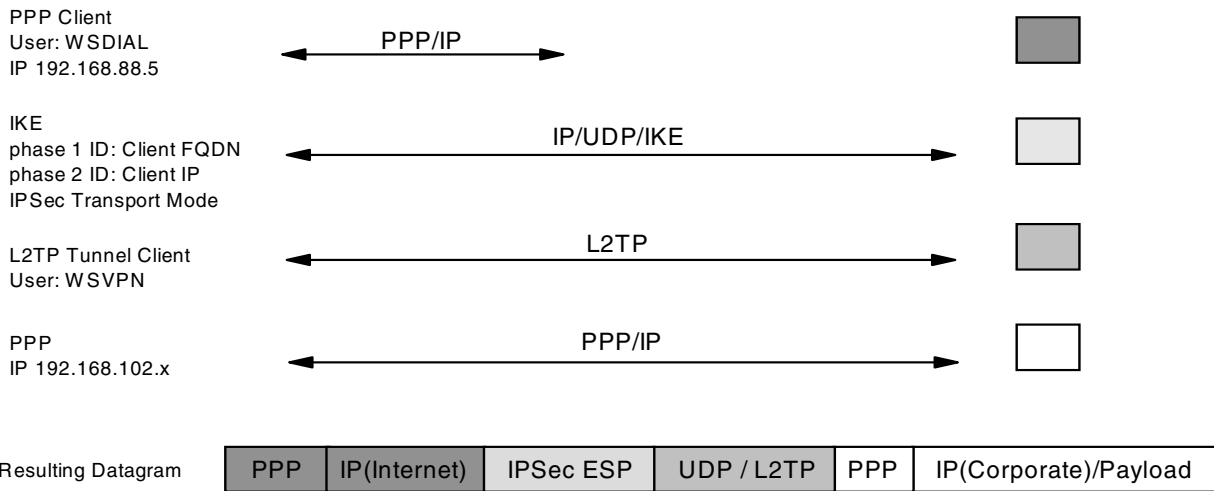 PPP Client
User: WSDIAL
IP 192.168.88.5
PPP/IP
IKE
phase 1 ID: Client FQDN
phase 2 ID: Client IP
IPSec Transport Mode
IP/UDP/IKE
L2TP Tunnel Client
User: WSVPN
L2TP
PPP
IP 192.168.102.x
PPP/IP
Resulting Datagram
PPP
IP(Internet)
IPSec ESP
UDP / L2TP
PPP
IP(Corporate)/Payload